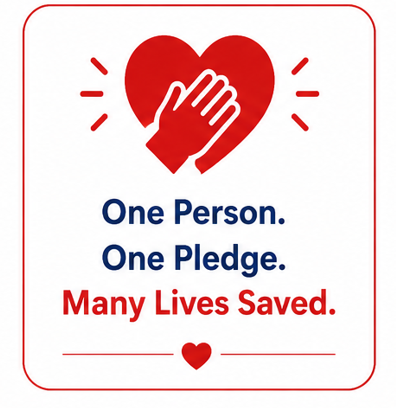 One Person.
One Pledge.
Many Lives Saved.